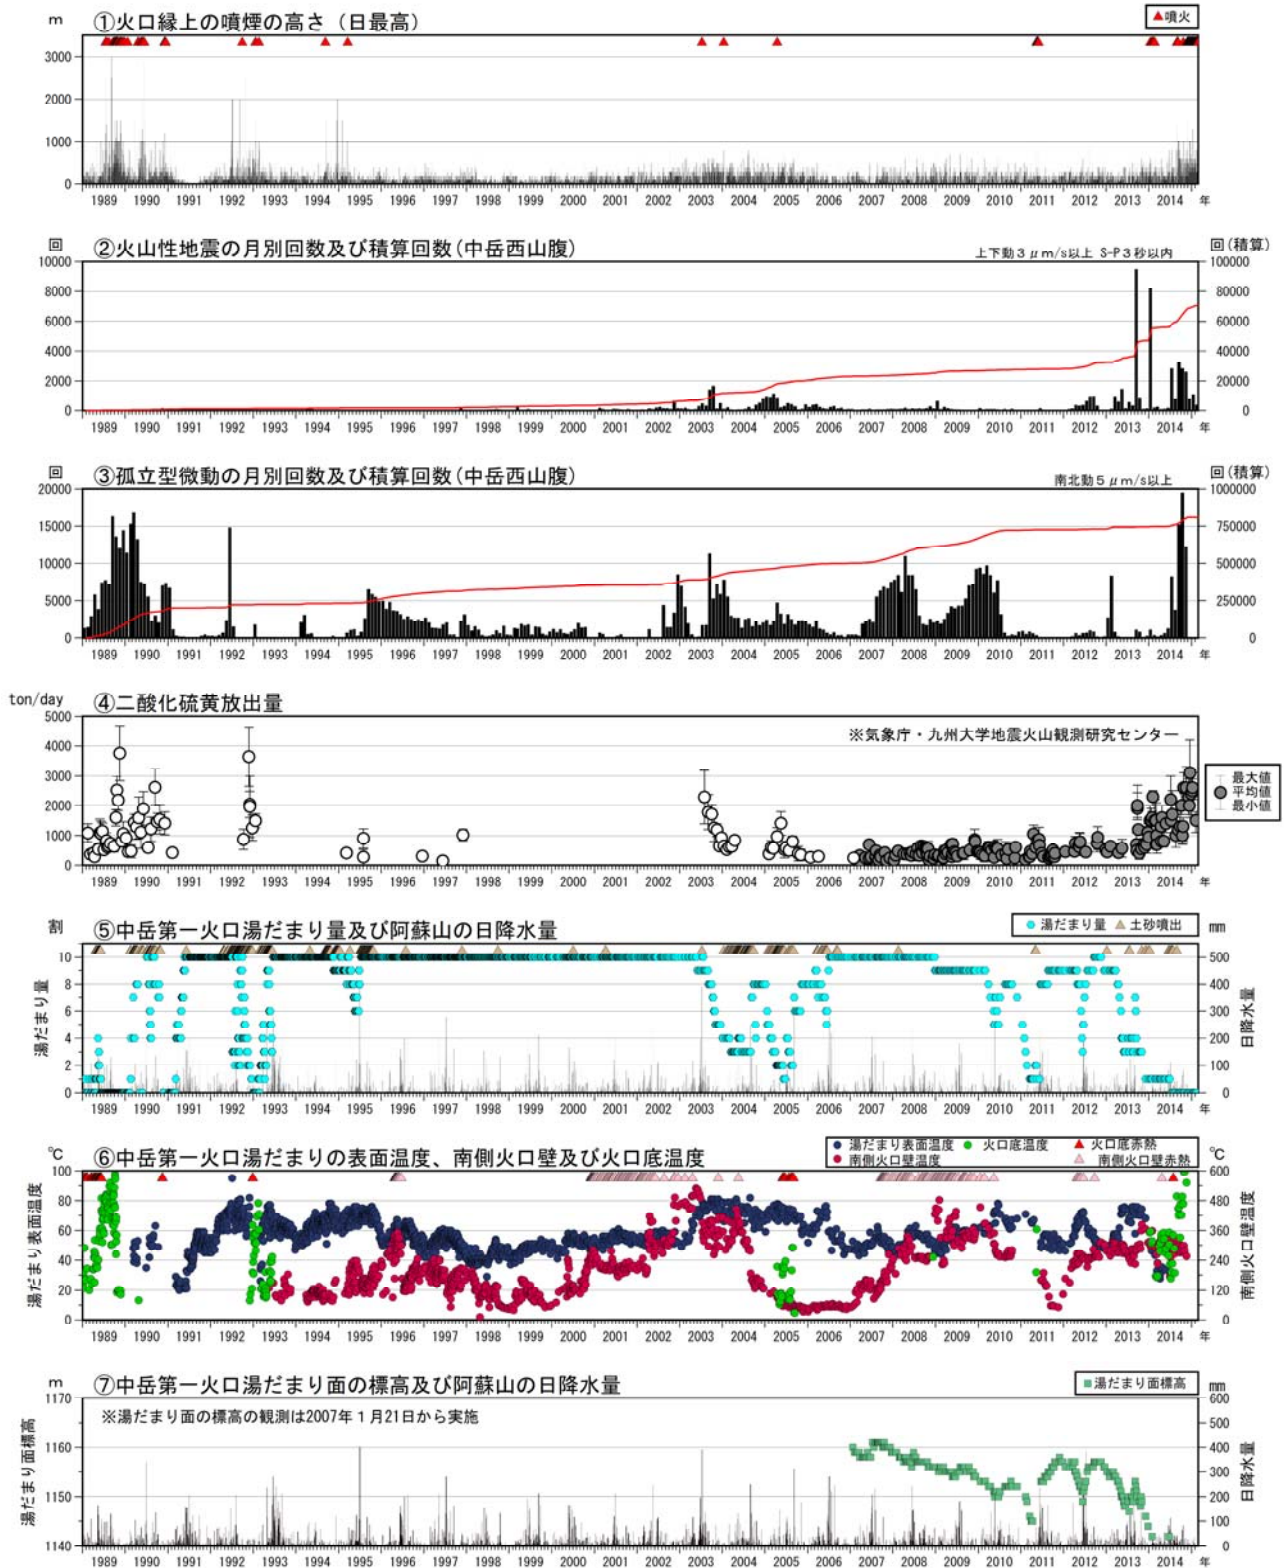 m ①火口縁上の噴煙の高さ（日最高） ▲噴火
3000
2000
1000
0
1989 1990 1991 1992 1993 1994 1995 1996 1997 1998 1999 2000 2001 2002 2003 2004 2005 2006 2007 2008 2009 2010 2011 2012 2013 2014 年
回 ②火山性地震の月別回数及び積算回数(中岳西山腹) 上下動３μm/s以上 S-P３秒以内 回(積算)
10000 100000
8000 80000
6000 60000
4000 40000
2000 20000
0 0
1989 1990 1991 1992 1993 1994 1995 1996 1997 1998 1999 2000 2001 2002 2003 2004 2005 2006 2007 2008 2009 2010 2011 2012 2013 2014 年
回 ③孤立型微動の月別回数及び積算回数(中岳西山腹) 南北動５μm/s以上 回(積算)
20000 1000000
15000 750000
10000 500000
5000 250000
0 0
1989 1990 1991 1992 1993 1994 1995 1996 1997 1998 1999 2000 2001 2002 2003 2004 2005 2006 2007 2008 2009 2010 2011 2012 2013 2014 年
ton/day ④二酸化硫黄放出量
※気象庁・九州大学地震火山観測研究センター
5000
4000
3000
2000
1000
0
最大値
平均値
最小値
1989 1990 1991 1992 1993 1994 1995 1996 1997 1998 1999 2000 2001 2002 2003 2004 2005 2006 2007 2008 2009 2010 2011 2012 2013 2014 年
割 ⑤中岳第一火口湯だまり量及び阿蘇山の日降水量 湯だまり量 土砂噴出 mm
湯だまり量
日降水量
10 500
8 400
6 300
4 200
2 100
0 0
1989 1990 1991 1992 1993 1994 1995 1996 1997 1998 1999 2000 2001 2002 2003 2004 2005 2006 2007 2008 2009 2010 2011 2012 2013 2014 年
℃ ⑥中岳第一火口湯だまりの表面温度、南側火口壁及び火口底温度 ℃
湯だまり表面温度 火口底温度 火口底赤熱
南側火口壁温度 南側火口壁赤熱
湯だまり表面温度
南側火口壁温度
100 600
80 480
60 360
40 240
20 120
0 0
1989 1990 1991 1992 1993 1994 1995 1996 1997 1998 1999 2000 2001 2002 2003 2004 2005 2006 2007 2008 2009 2010 2011 2012 2013 2014 年
m ⑦中岳第一火口湯だまり面の標高及び阿蘇山の日降水量 湯だまり面標高 mm
※湯だまり面の標高の観測は2007年１月21日から実施
湯だまり面標高
日降水量
1170 600
500
1160 400
300
1150 200
100
1140 0
1989 1990 1991 1992 1993 1994 1995 1996 1997 1998 1999 2000 2001 2002 2003 2004 2005 2006 2007 2008 2009 2010 2011 2012 2013 2014 年